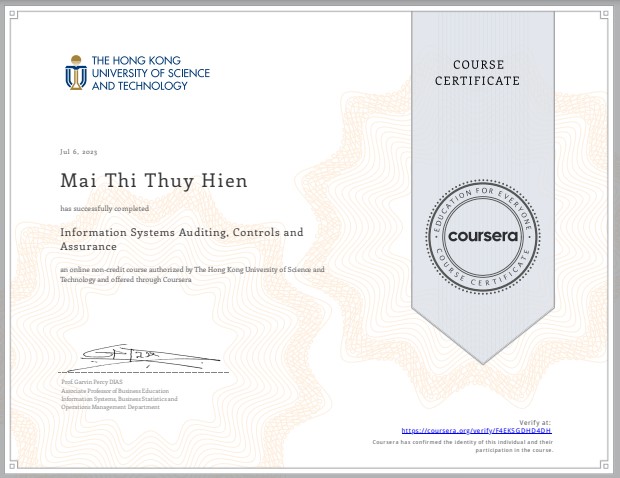 THE HONG KONG
UNIVERSITY OF SCIENCE
AND TECHNOLOGY
COURSE
CERTIFICATE
Jul 6, 2023
Mai Thi Thuy Hien
has successfully completed
Information Systems Auditing, Controls and
Assurance
an online non-credit course authorized by The Hong Kong University of Science and
Technology and offered through Coursera
EDUCATION FOR EVERYONE
coursera
COURSE CERTIFICATE
Prof. Garvin Percy DIAS
Associate Professor of Business Education
Information Systems, Business Statistics and
Operations Management Department
Verify at:
https://coursera.org/verify/F4EKSGDHD4DH
Coursera has confirmed the identity of this individual and their
participation in the course.